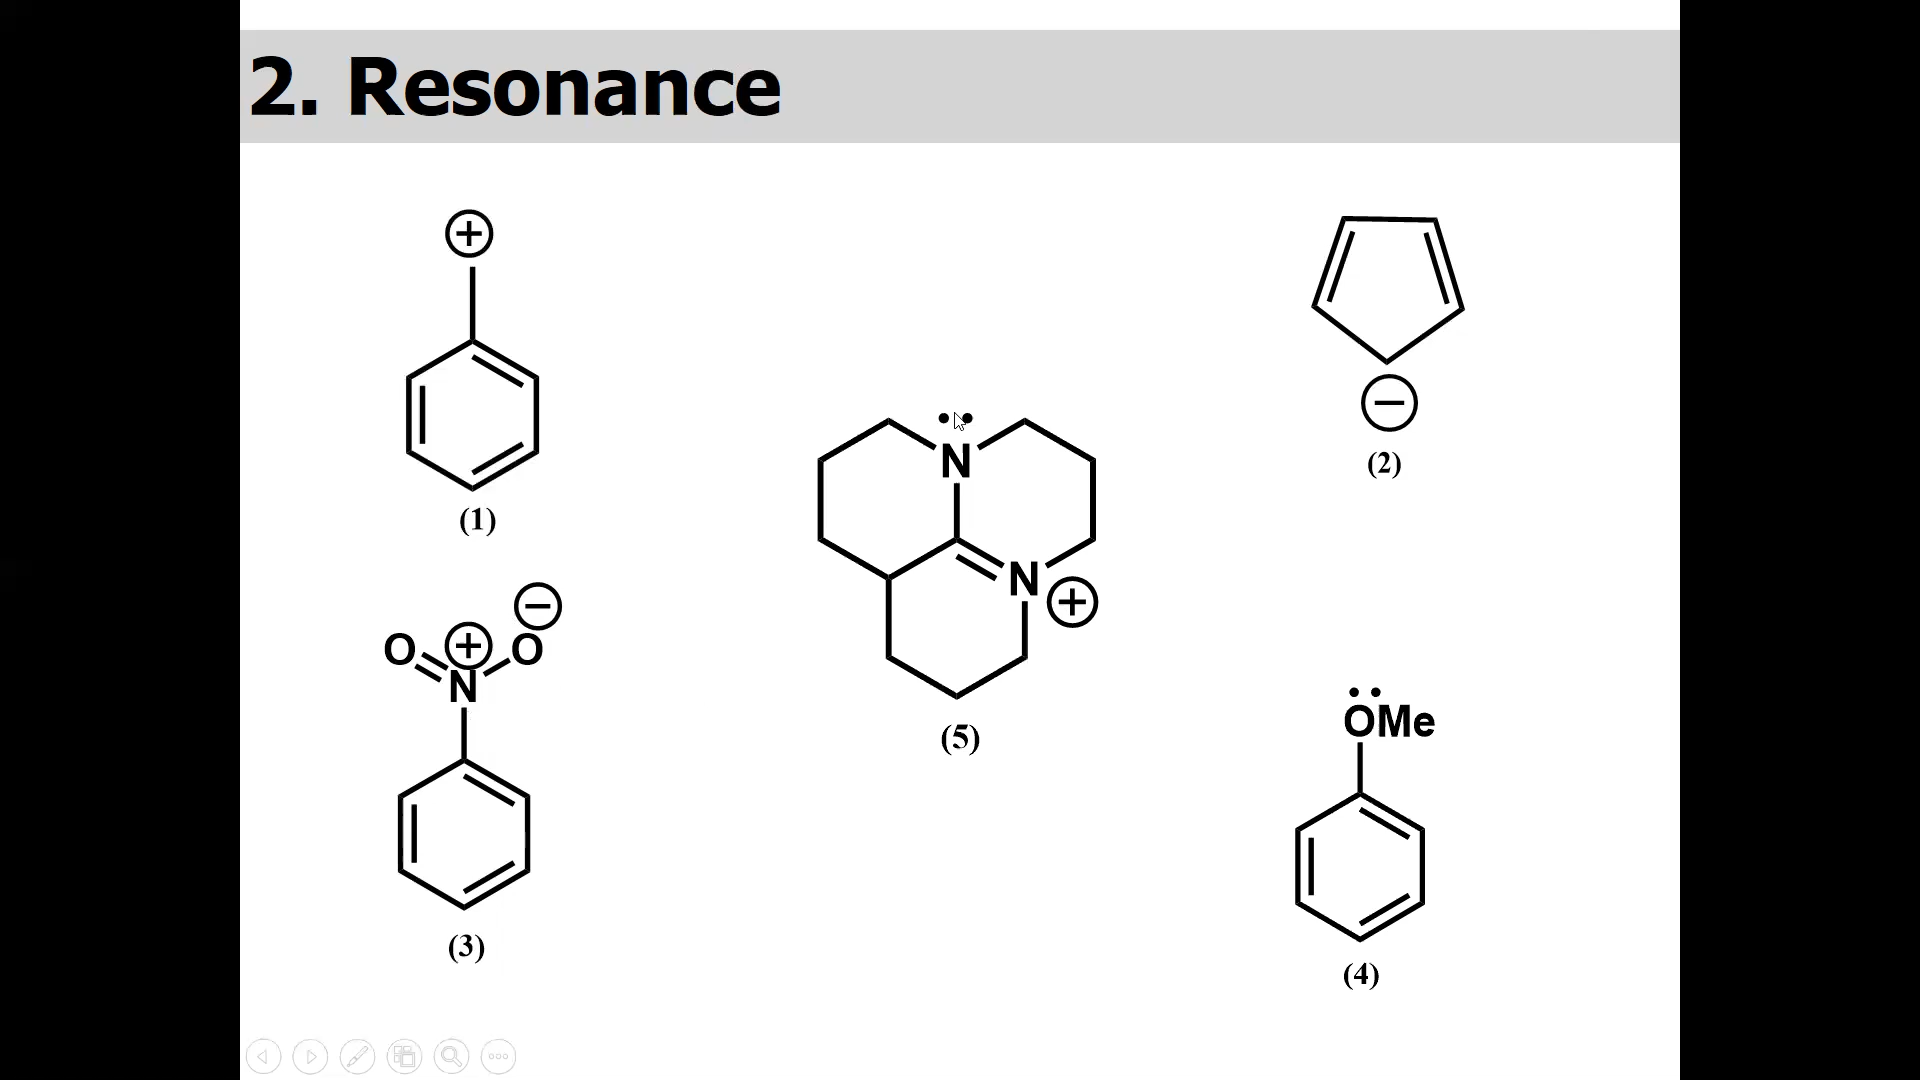 2. Resonance
⊕
(1)
⊖
(2)
N
N ⊕
(5)
⊖
O ⊕ O
N
(3)
OMe
(4)